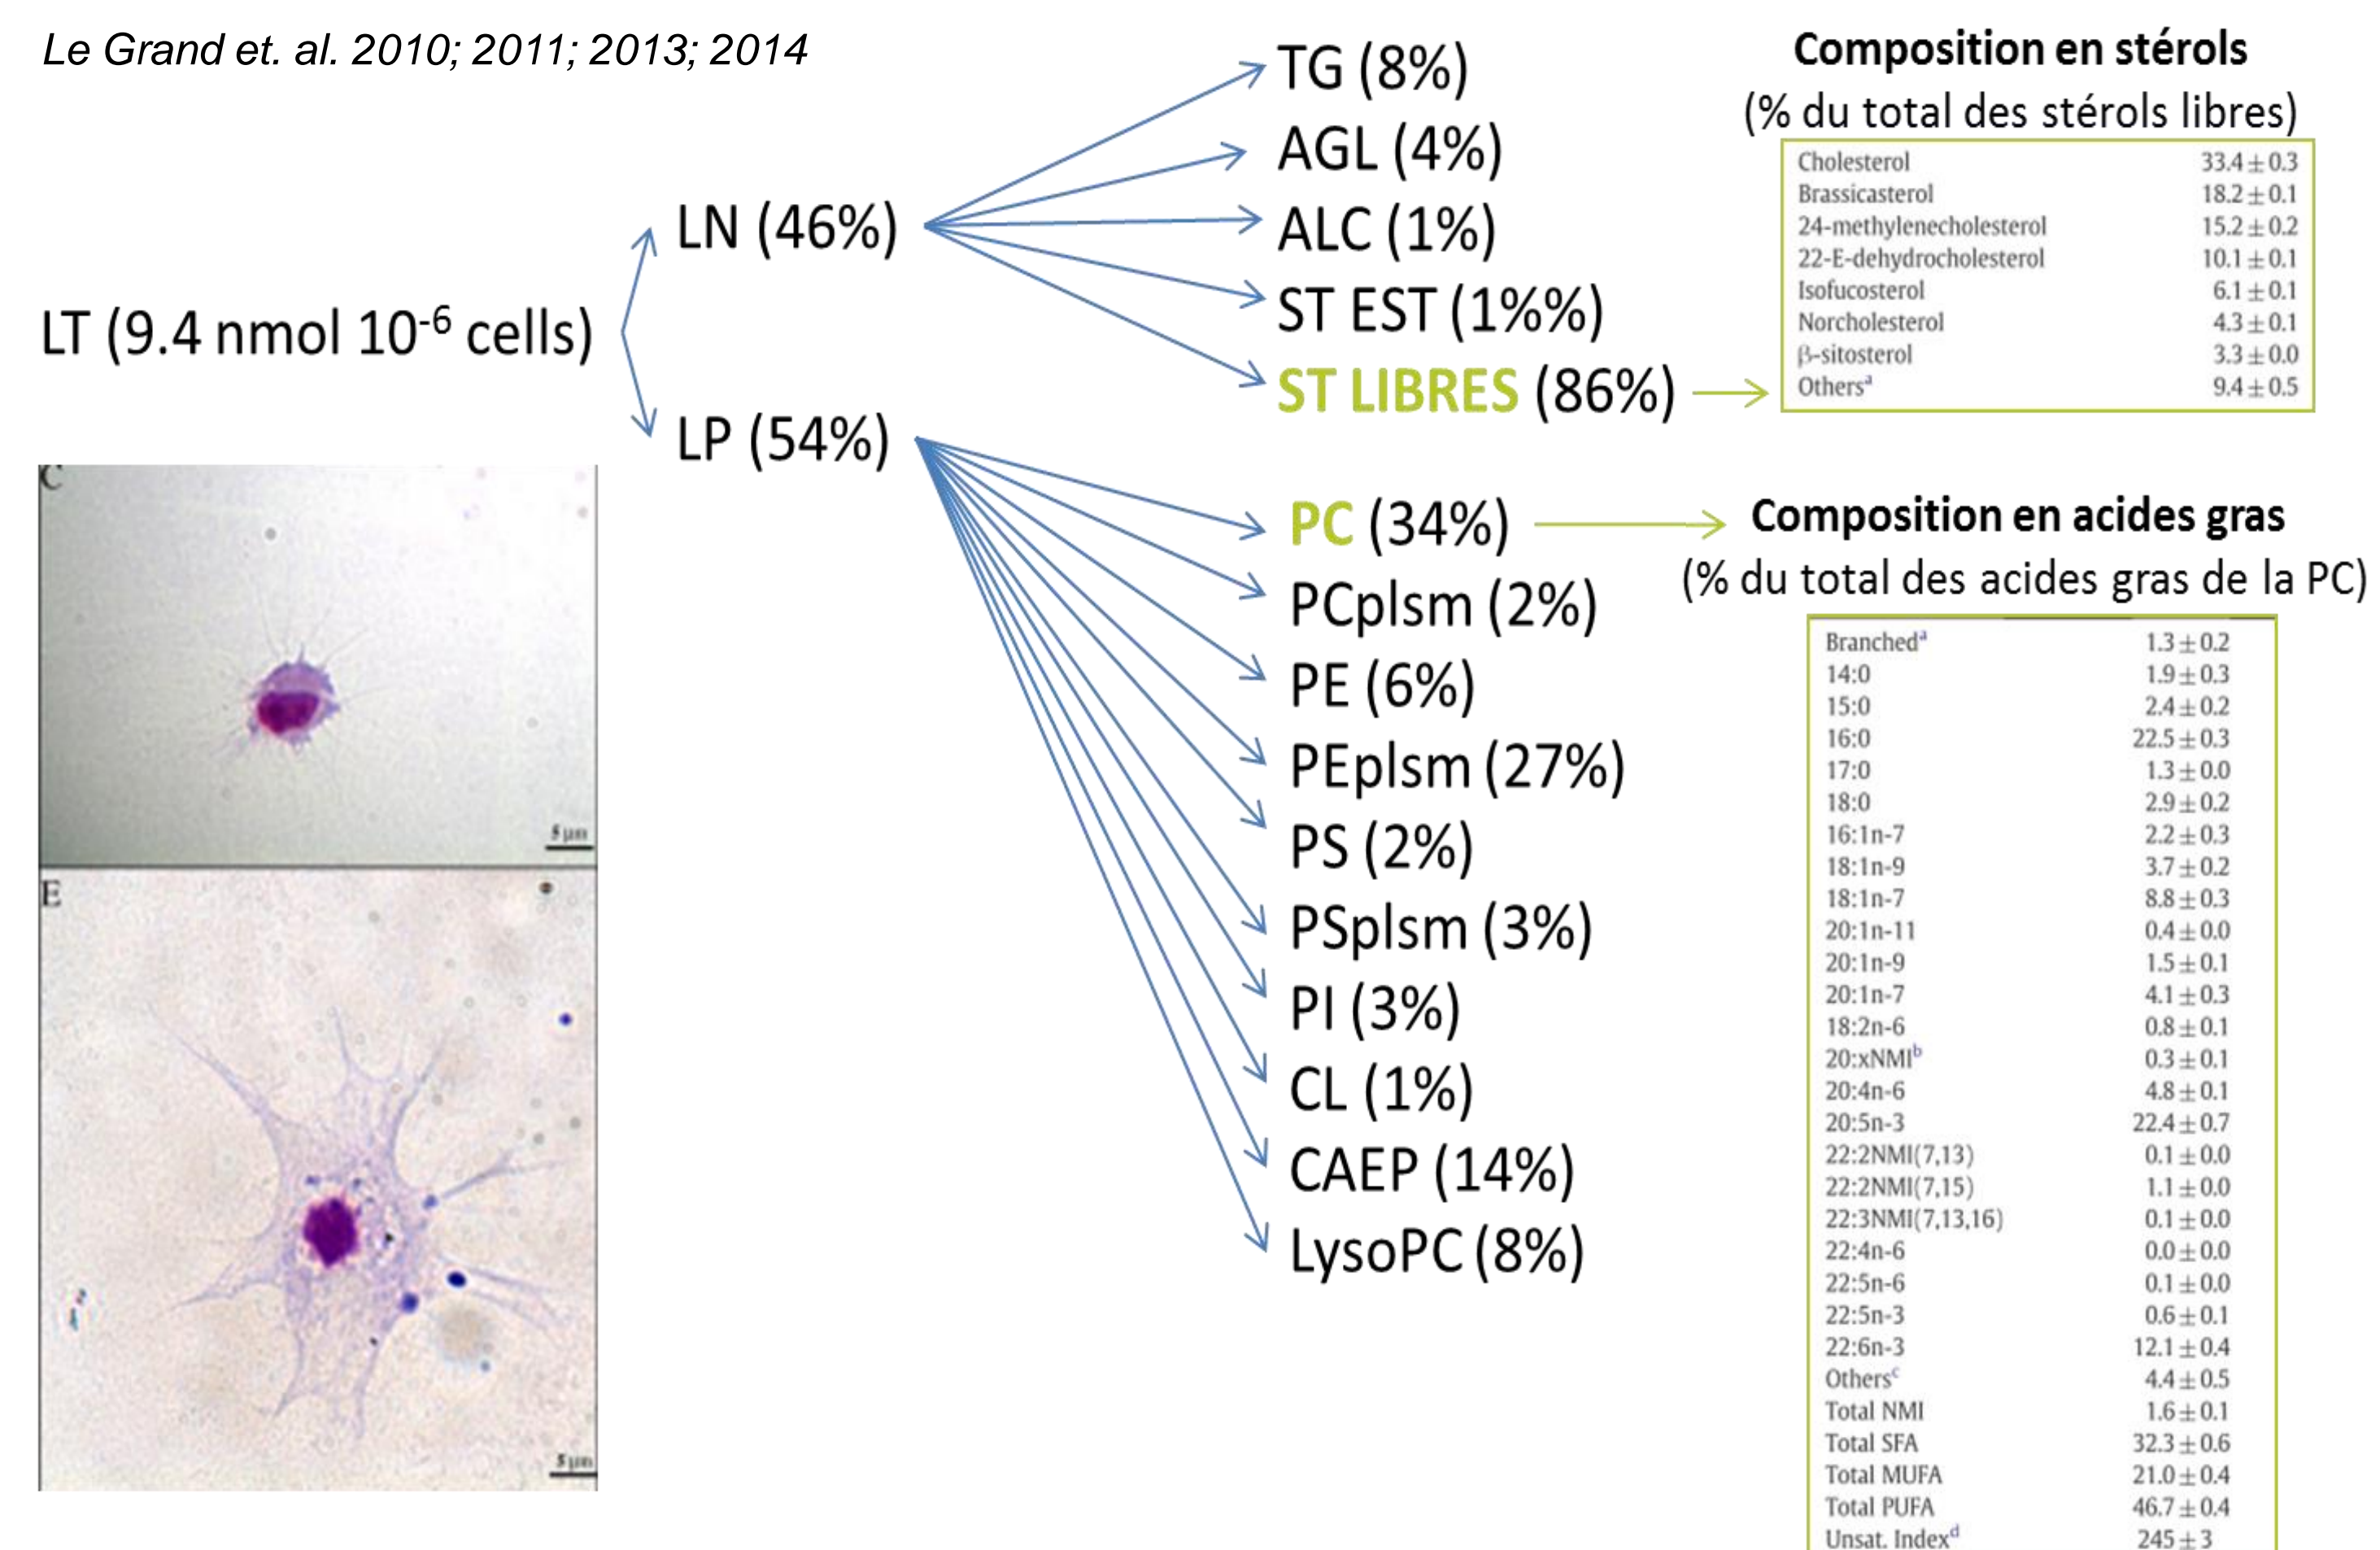 Le Grand et. al. 2010; 2011; 2013; 2014
LT (9.4 nmol 10-6 cells)
LN (46%)
LP (54%)
TG (8%)
AGL (4%)
ALC (1%)
ST EST (1%%)
ST LIBRES (86%)
PC (34%)
PCplsm (2%)
PE (6%)
PEplsm (27%)
PS (2%)
PSplsm (3%)
PI (3%)
CL (1%)
CAEP (14%)
LysoPC (8%)
Composition en stérols
(% du total des stérols libres)
Cholesterol 33.4±0.3
Brassicasterol 18.2±0.1
24-methylenecholesterol 15.2±0.2
22-E-dehydrocholesterol 10.1±0.1
Isofucosterol 6.1±0.1
Norcholesterol 4.3±0.1
β-sitosterol 3.3±0.0
Othersa 9.4±0.5
Composition en acides gras
(% du total des acides gras de la PC)
Brancheda 1.3±0.2
14:0 1.9±0.3
15:0 2.4±0.2
16:0 22.5±0.3
17:0 1.3±0.0
18:0 2.9±0.2
16:1n-7 2.2±0.3
18:1n-9 3.7±0.2
18:1n-7 8.8±0.3
20:1n-11 0.4±0.0
20:1n-9 1.5±0.1
20:1n-7 4.1±0.3
18:2n-6 0.8±0.1
20:xNMIb 0.3±0.1
20:4n-6 4.8±0.1
20:5n-3 22.4±0.7
22:2NMI(7,13) 0.1±0.0
22:2NMI(7,15) 1.1±0.0
22:3NMI(7,13,16) 0.1±0.0
22:4n-6 0.0±0.0
22:5n-6 0.1±0.0
22:5n-3 0.6±0.1
22:6n-3 12.1±0.4
Othersc 4.4±0.5
Total NMI 1.6±0.1
Total SFA 32.3±0.6
Total MUFA 21.0±0.4
Total PUFA 46.7±0.4
Unsat. Indexd 245±3
C
5 µm
E
5 µm